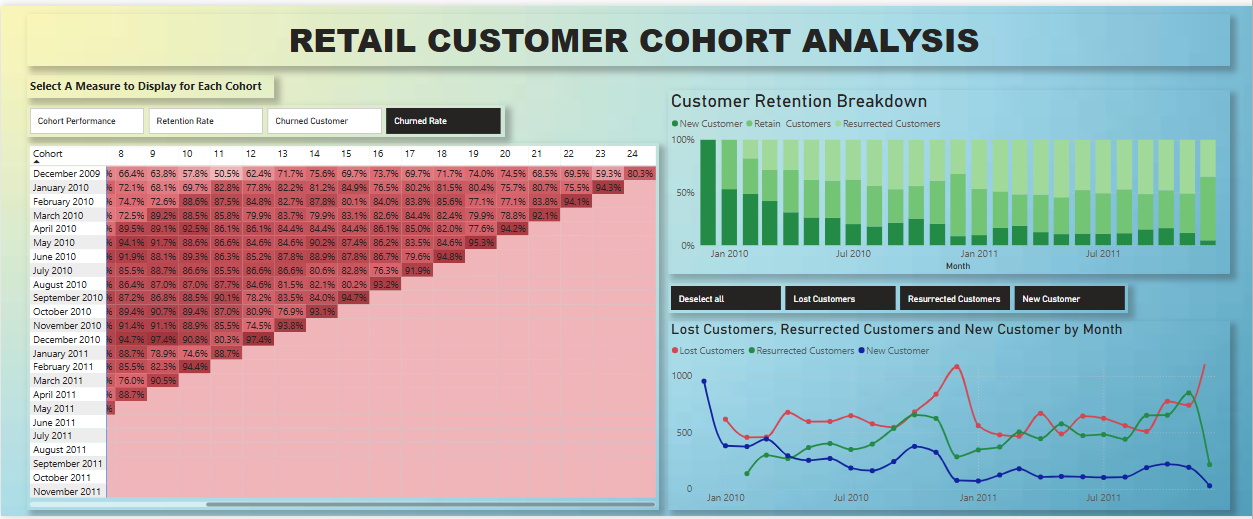 RETAIL CUSTOMER COHORT ANALYSIS
Select A Measure to Display for Each Cohort
Cohort Performance Retention Rate Churned Customer Churned Rate
Cohort 8 9 10 11 12 13 14 15 16 17 18 19 20 21 22 23 24
December 2009 % 66.4% 63.8% 57.8% 50.5% 62.4% 71.7% 75.6% 69.7% 73.7% 69.7% 71.7% 74.0% 74.5% 68.5% 69.5% 59.3% 80.3%
January 2010 % 72.1% 68.1% 69.7% 82.8% 77.8% 82.2% 81.2% 84.9% 76.5% 80.2% 81.5% 80.4% 75.7% 80.7% 75.5% 94.3%
February 2010 % 74.7% 72.6% 88.6% 87.5% 84.8% 82.7% 87.8% 80.1% 84.0% 83.8% 85.6% 77.1% 77.1% 83.8% 94.1%
March 2010 % 72.5% 89.2% 88.5% 85.8% 79.9% 83.7% 79.9% 83.1% 82.6% 84.4% 82.4% 79.9% 78.8% 92.1%
April 2010 % 89.5% 89.1% 92.5% 86.1% 86.1% 84.4% 84.4% 84.4% 86.1% 85.0% 82.0% 77.6% 94.2%
May 2010 % 94.1% 91.7% 88.6% 86.6% 84.6% 84.6% 90.2% 87.4% 86.2% 83.5% 84.6% 95.3%
June 2010 % 91.9% 88.1% 89.3% 86.3% 85.2% 87.8% 88.9% 87.8% 86.7% 79.6% 94.8%
July 2010 % 85.5% 88.7% 86.6% 85.5% 86.6% 86.6% 80.6% 82.8% 76.3% 91.9%
August 2010 % 86.4% 87.0% 87.0% 87.7% 84.6% 81.5% 82.1% 80.2% 93.2%
September 2010 % 87.2% 86.8% 88.5% 90.1% 78.2% 83.5% 84.0% 94.7%
October 2010 % 89.4% 90.7% 89.4% 87.0% 80.9% 76.9% 93.1%
November 2010 % 91.4% 91.1% 88.9% 85.5% 74.5% 93.8%
December 2010 % 94.7% 97.4% 90.8% 80.3% 97.4%
January 2011 % 88.7% 78.9% 74.6% 88.7%
February 2011 % 85.5% 82.3% 94.4%
March 2011 % 76.0% 90.5%
April 2011 % 88.7%
May 2011 %
June 2011
July 2011
August 2011
September 2011
October 2011
November 2011
Customer Retention Breakdown
New Customer Retain Customers Resurrected Customers
100%
50%
0%
Jan 2010 Jul 2010 Jan 2011 Jul 2011
Month
Deselect all Lost Customers Resurrected Customers New Customer
Lost Customers, Resurrected Customers and New Customer by Month
Lost Customers Resurrected Customers New Customer
1000
500
0
Jan 2010 Jul 2010 Jan 2011 Jul 2011